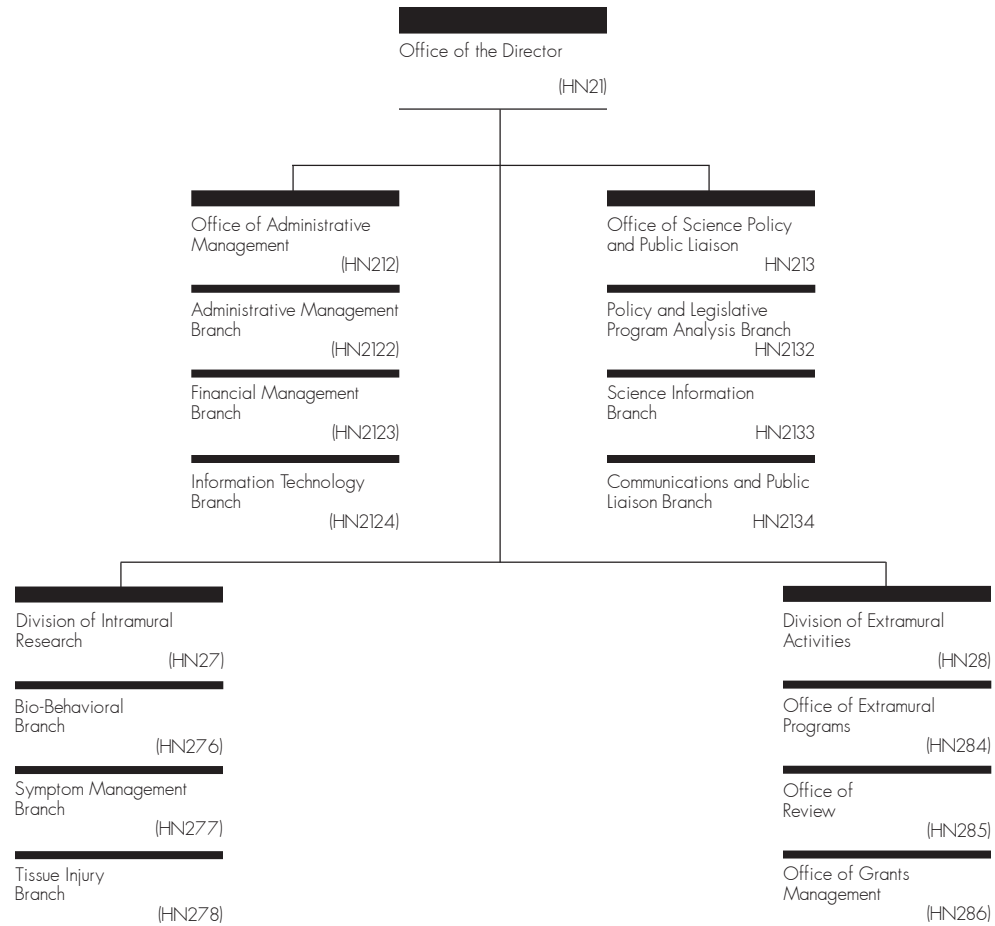 Office of the Director
(HN21)
Office of Administrative
Management
(HN212)
Administrative Management
Branch
(HN2122)
Financial Management
Branch
(HN2123)
Information Technology
Branch
(HN2124)
Office of Science Policy
and Public Liaison
HN213
Policy and Legislative
Program Analysis Branch
HN2132
Science Information
Branch
HN2133
Communications and Public
Liaison Branch
HN2134
Division of Intramural
Research
(HN27)
Bio-Behavioral
Branch
(HN276)
Symptom Management
Branch
(HN277)
Tissue Injury
Branch
(HN278)
Division of Extramural
Activities
(HN28)
Office of Extramural
Programs
(HN284)
Office of
Review
(HN285)
Office of Grants
Management
(HN286)